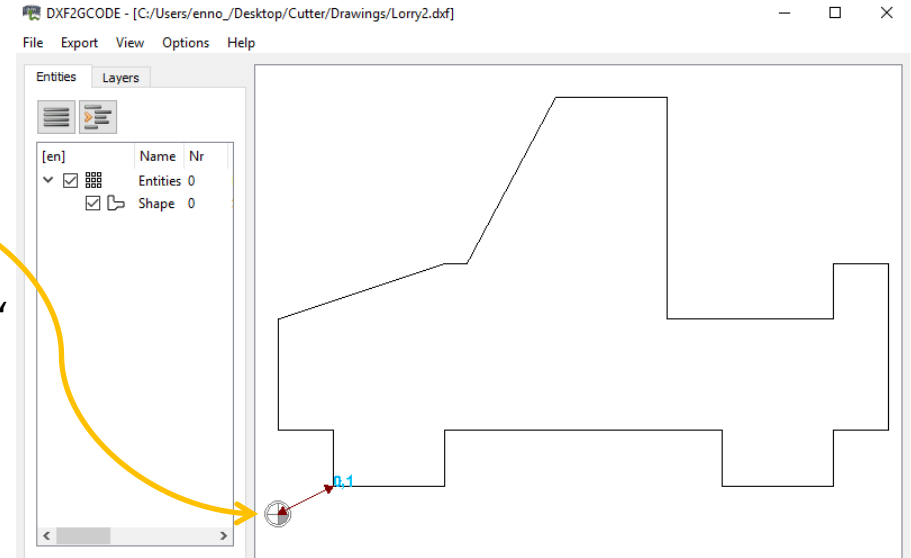 DXF2GCODE - [C:/Users/enno_/Desktop/Cutter/Drawings/Lorry2.dxf]
File Export View Options Help
Entities Layers
[en] Name Nr
Entities 0
Shape 0
0,1